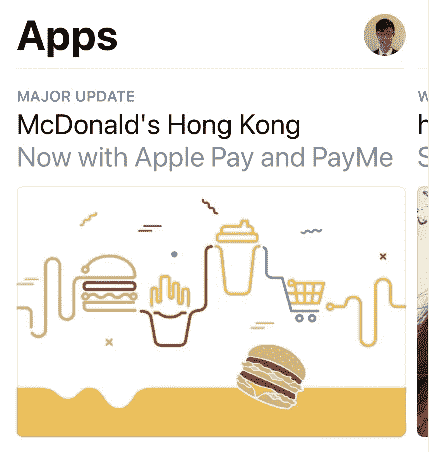 Apps
MAJOR UPDATE
McDonald's Hong Kong
Now with Apple Pay and PayMe